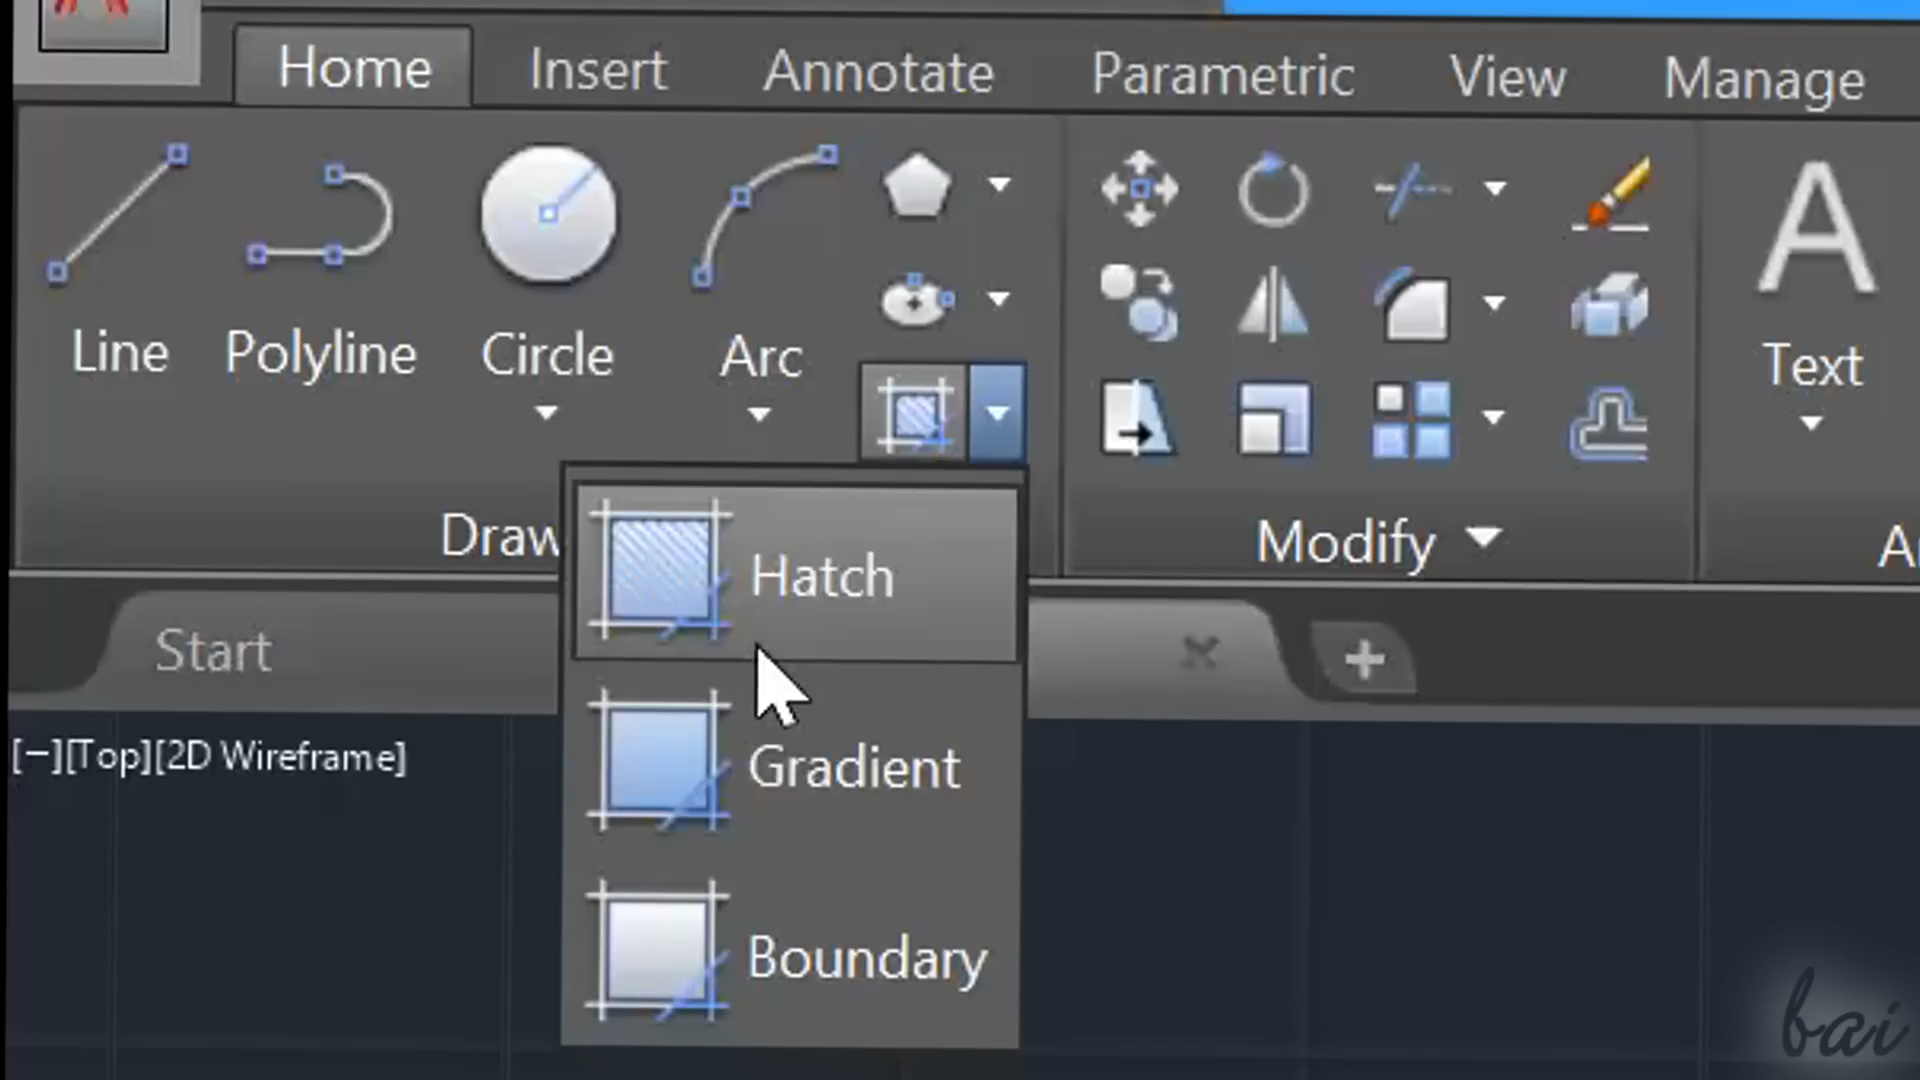 Home Insert Annotate Parametric View Manage
Line Polyline Circle Arc Text
Draw Modify
Hatch
Start
[−][Top][2D Wireframe]
Gradient
Boundary
bai